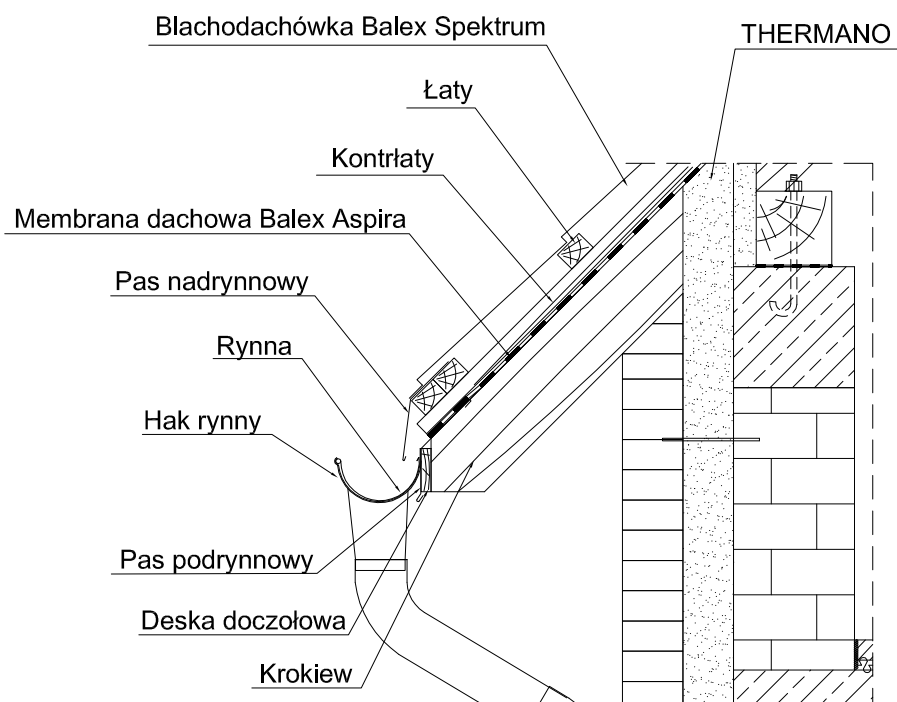 Blachodachówka Balex Spektrum
THERMANO
Łaty
Kontrłaty
Membrana dachowa Balex Aspira
Pas nadrynnowy
Rynna
Hak rynny
Pas podrynnowy
Deska doczołowa
Krokiew